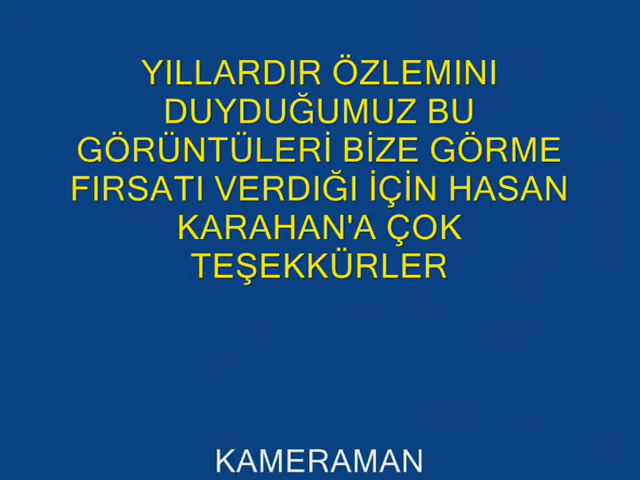 YILLARDIR ÖZLEMINI
DUYDUĞUMUZ BU
GÖRÜNTÜLERİ BİZE GÖRME
FIRSATI VERDIĞI İÇİN HASAN
KARAHAN'A ÇOK
TEŞEKKÜRLER
KAMERAMAN